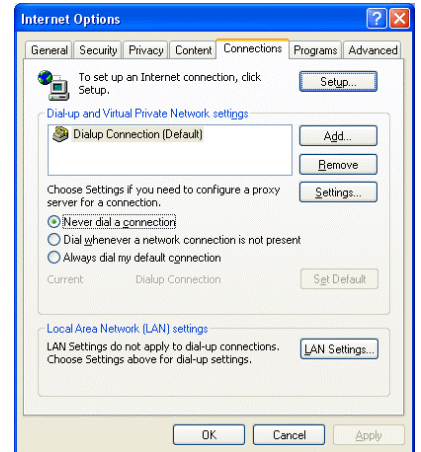 Internet Options
General Security Privacy Content Connections Programs Advanced
To set up an Internet connection, click
Setup.
Setup...
Dial-up and Virtual Private Network settings
Dialup Connection (Default)
Add...
Remove
Choose Settings if you need to configure a proxy
server for a connection.
Settings...
Never dial a connection
Dial whenever a network connection is not present
Always dial my default connection
Current Dialup Connection Set Default
Local Area Network (LAN) settings
LAN Settings do not apply to dial-up connections.
Choose Settings above for dial-up settings.
LAN Settings...
OK Cancel Apply